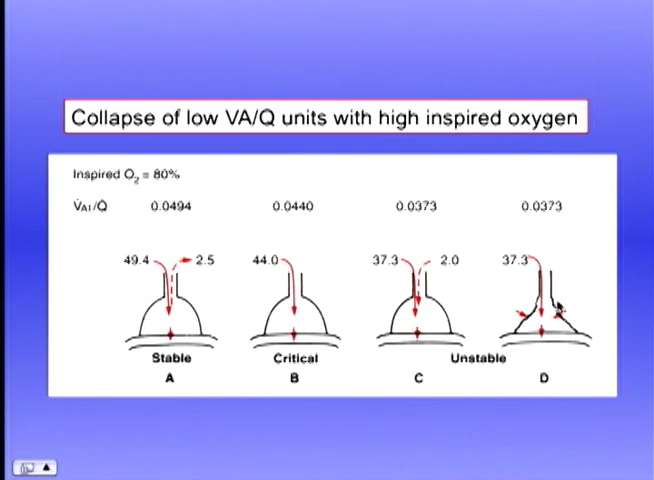 Collapse of low VA/Q units with high inspired oxygen
Inspired O₂ = 80%
V̇AI/Q̇ 0.0494 0.0440 0.0373 0.0373
49.4 2.5 44.0 37.3 2.0 37.3
Stable Critical Unstable
A B C D